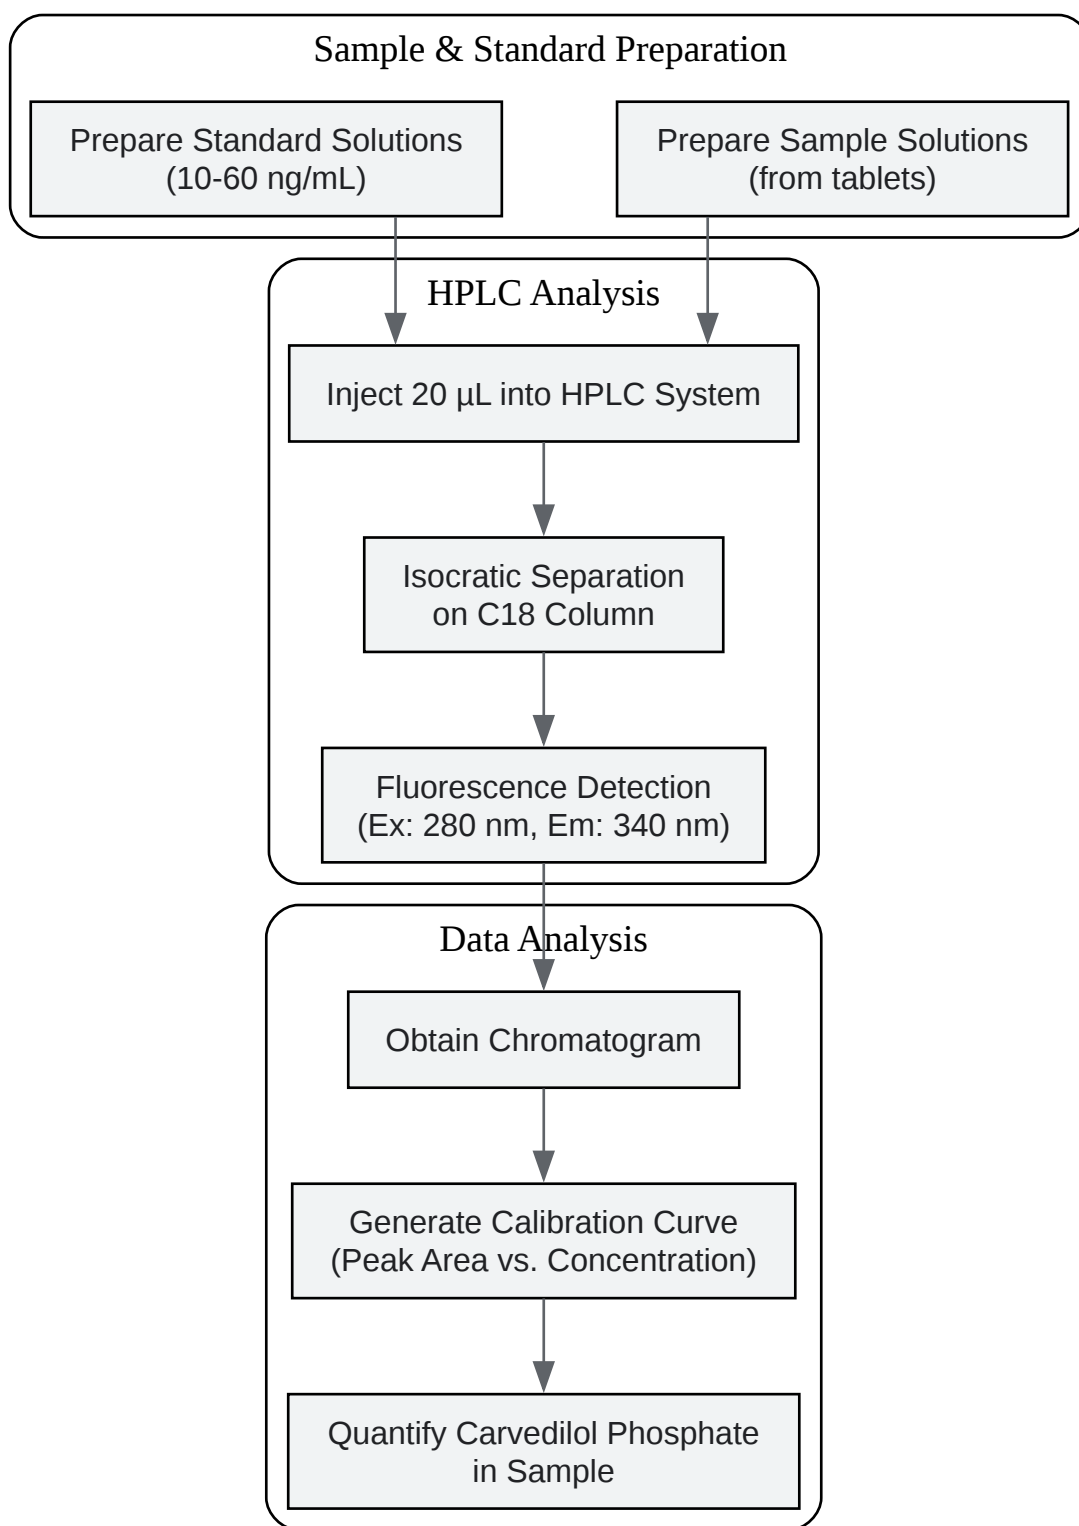 Sample & Standard Preparation
Prepare Standard Solutions
(10-60 ng/mL)
Prepare Sample Solutions
(from tablets)
HPLC Analysis
Inject 20 µL into HPLC System
Isocratic Separation
on C18 Column
Fluorescence Detection
(Ex: 280 nm, Em: 340 nm)
Data Analysis
Obtain Chromatogram
Generate Calibration Curve
(Peak Area vs. Concentration)
Quantify Carvedilol Phosphate
in Sample